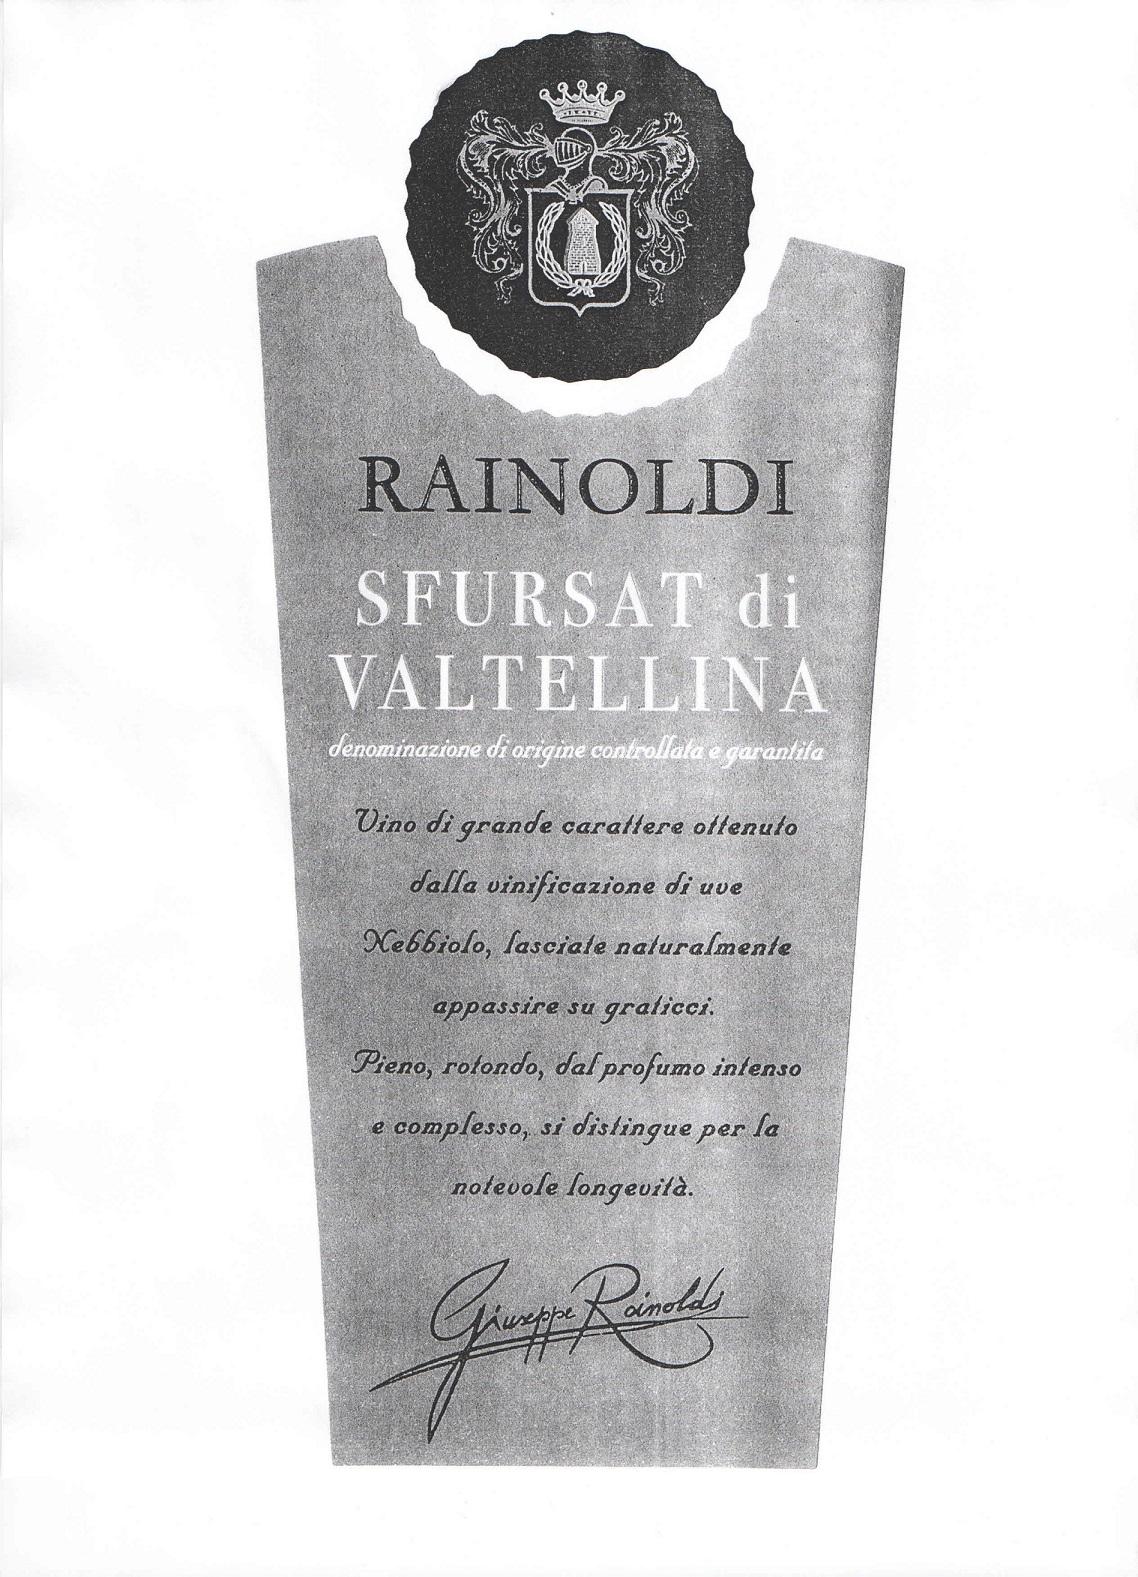 RAINOLDI
SFURSAT di
VALTELLINA
denominazione di origine controllata e garantita
Vino di grande carattere ottenuto
dalla vinificazione di uve
Nebbiolo, lasciate naturalmente
appassire su graticci.
Pieno, rotondo, dal profumo intenso
e complesso, si distingue per la
notevole longevità.
Giuseppe Rainoldi